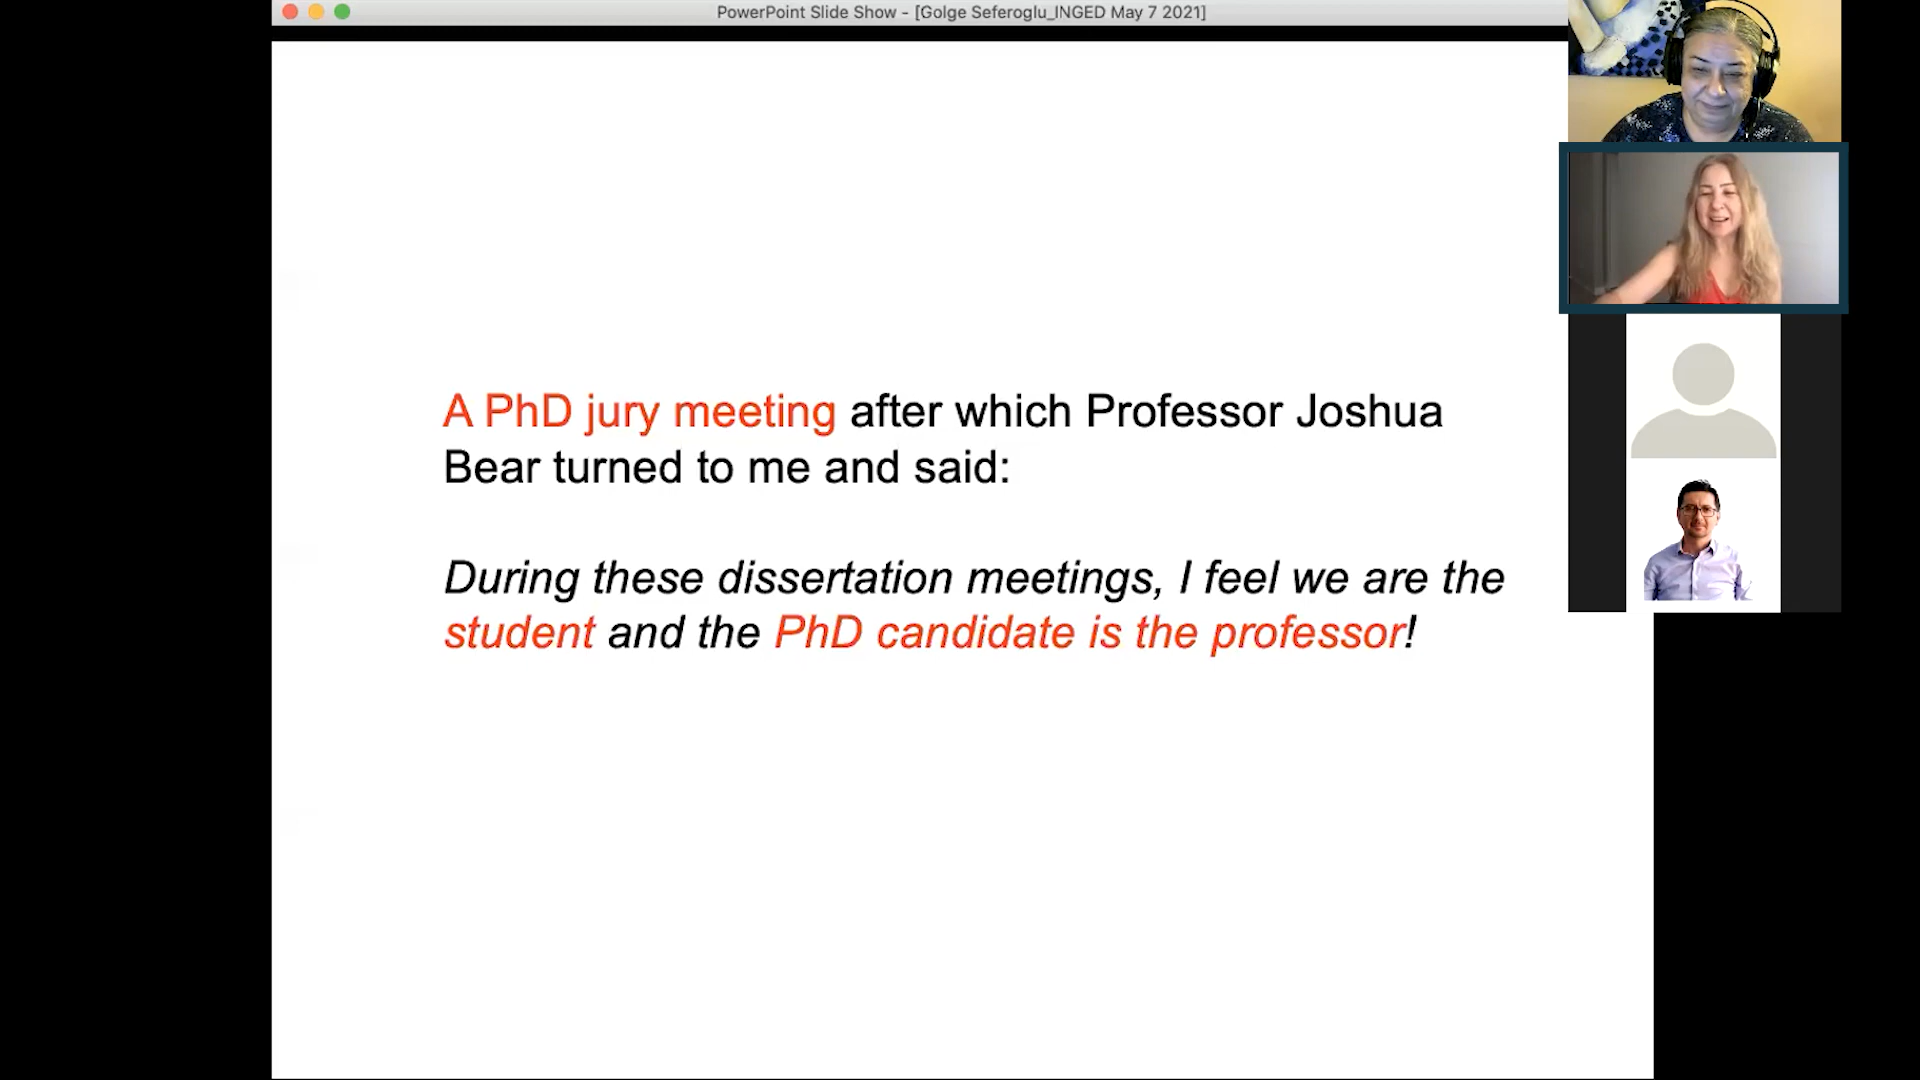 PowerPoint Slide Show - [Golge Seferoglu_INGED May 7 2021]
A PhD jury meeting after which Professor Joshua
Bear turned to me and said:
During these dissertation meetings, I feel we are the
student and the PhD candidate is the professor!